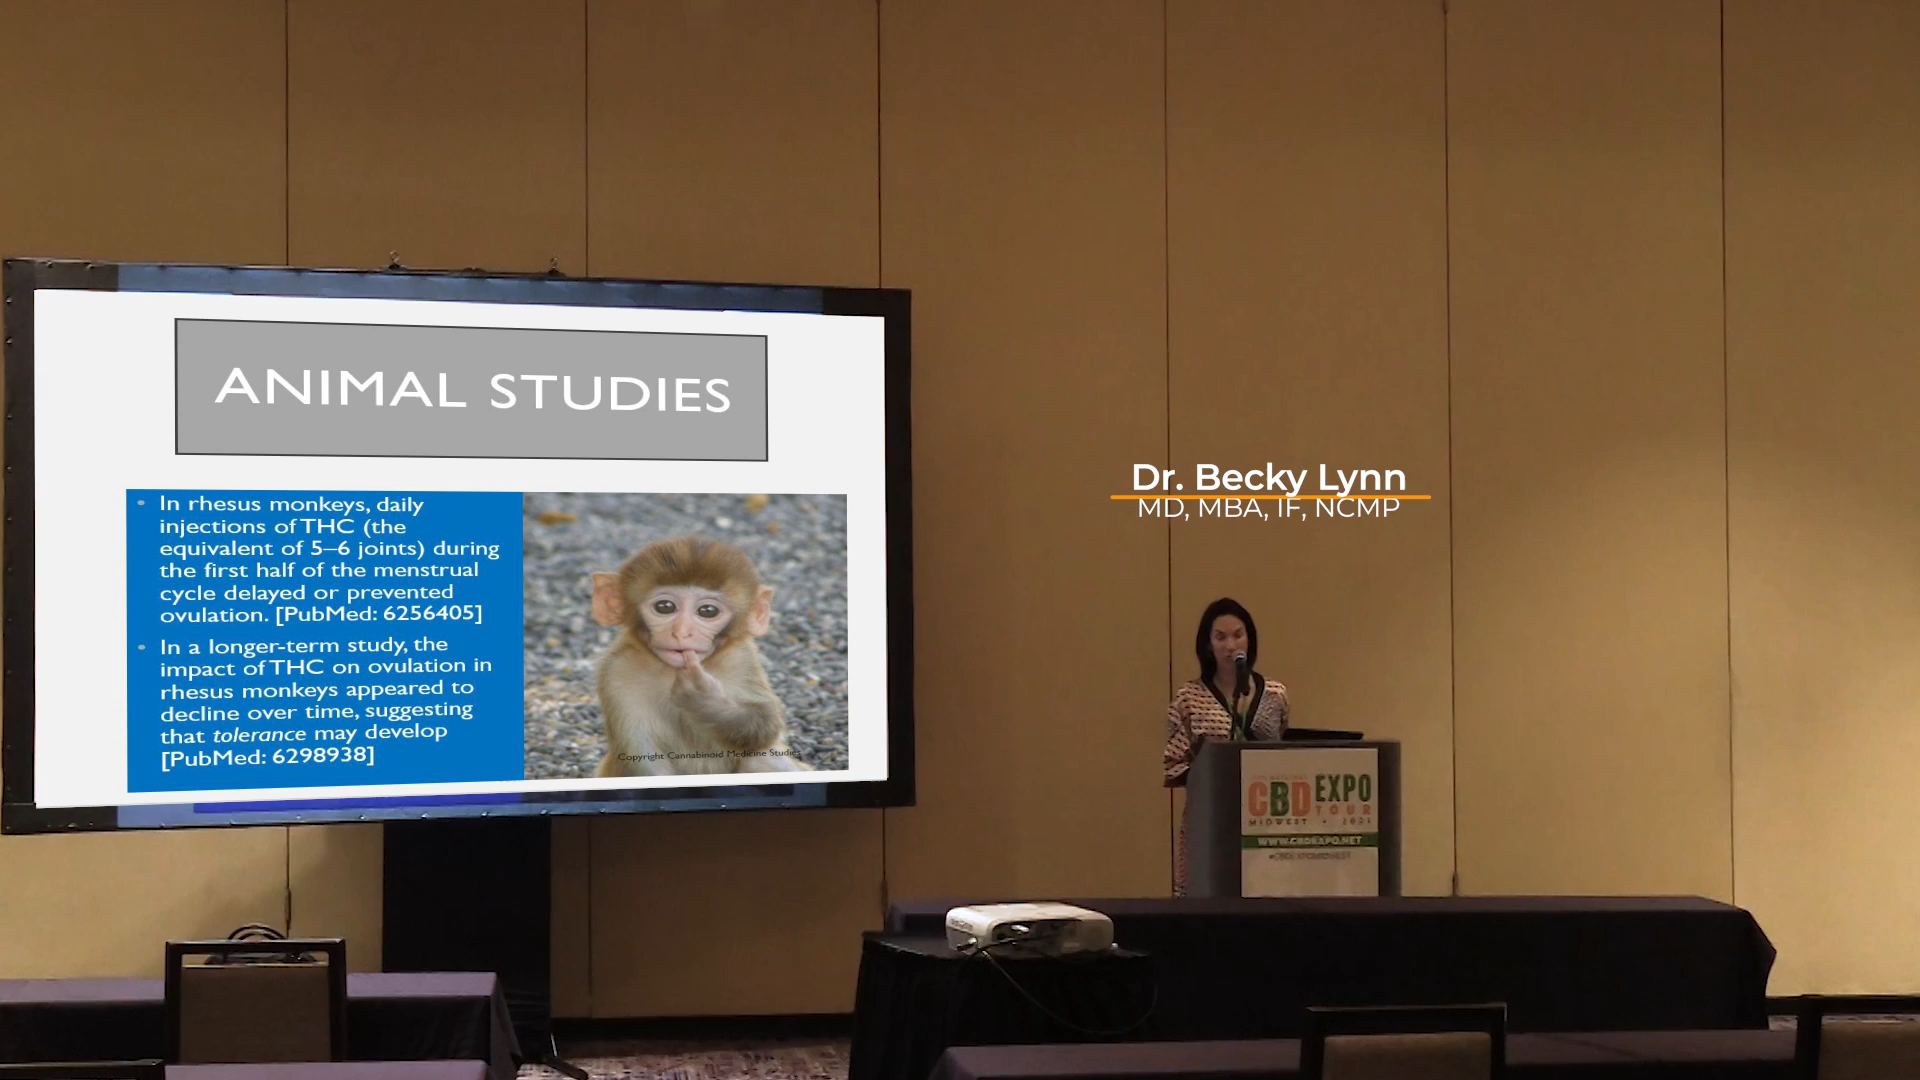 ANIMAL STUDIES
• In rhesus monkeys, daily
injections of THC (the
equivalent of 5–6 joints) during
the first half of the menstrual
cycle delayed or prevented
ovulation. [PubMed: 6256405]
• In a longer-term study, the
impact of THC on ovulation in
rhesus monkeys appeared to
decline over time, suggesting
that tolerance may develop
[PubMed: 6298938]
Copyright Cannabinoid Medicine Studies
Dr. Becky Lynn
MD, MBA, IF, NCMP
CBD EXPO
TOUR
MIDWEST • 2021
WWW.CBDEXPO.NET
#CBDEXPOMIDWEST